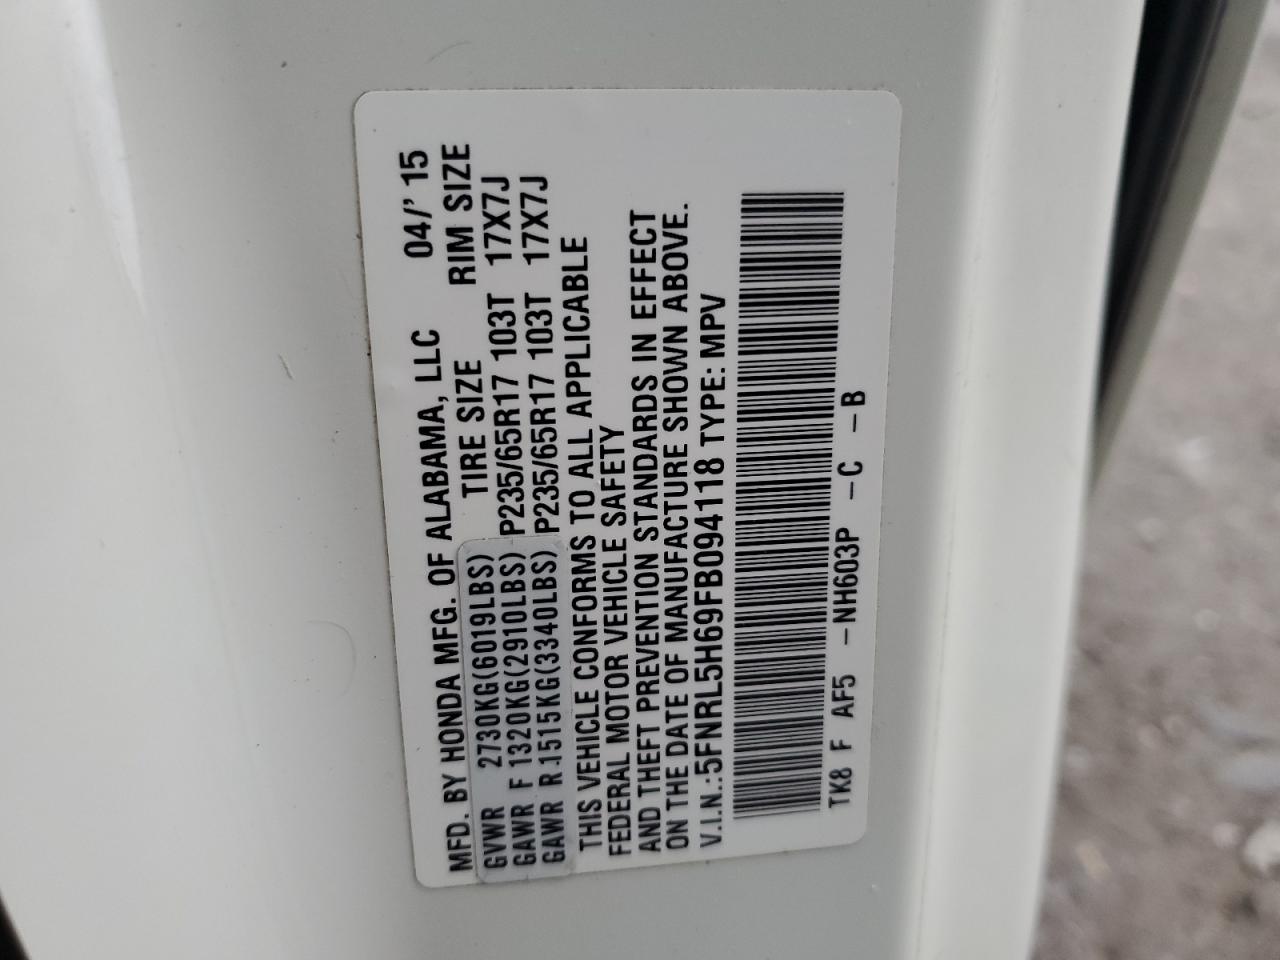 MFD. BY HONDA MFG. OF ALABAMA, LLC 04/'15
TIRE SIZE RIM SIZE
GVWR 2730KG(6019LBS)
GAWR F 1320KG(2910LBS) P235/65R17 103T 17X7J
GAWR R 1515KG(3340LBS) P235/65R17 103T 17X7J
THIS VEHICLE CONFORMS TO ALL APPLICABLE
FEDERAL MOTOR VEHICLE SAFETY
AND THEFT PREVENTION STANDARDS IN EFFECT
ON THE DATE OF MANUFACTURE SHOWN ABOVE.
V.I.N.:5FNRL5H69FB094118 TYPE: MPV
TK8 F AF5 -NH603P -C -B